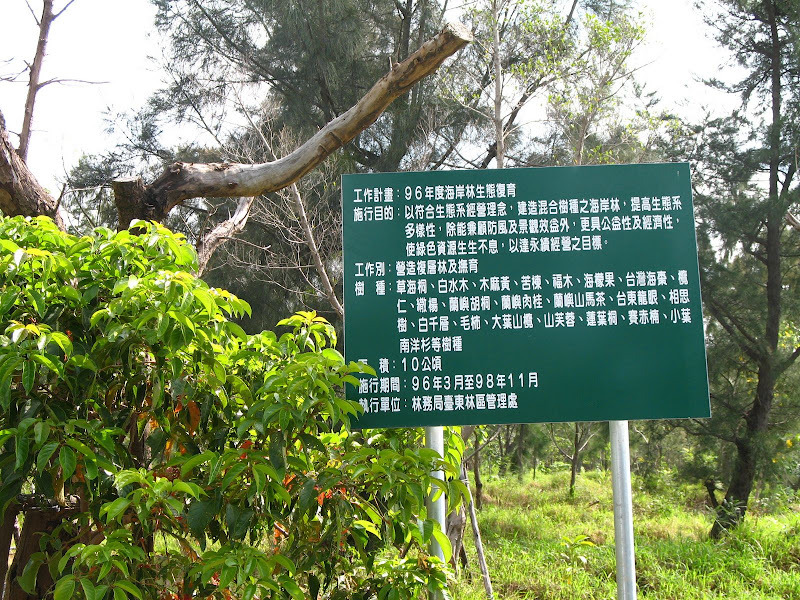 工作計畫：96年度海岸林生態復育
施行目的：以符合生態系經營理念，建造混合樹種之海岸林，提高生態系
多樣性，除能兼顧防風及景觀效益外，更具公益性及經濟性，
使綠色資源生生不息，以達永續經營之目標。
工作別：營造複層林及撫育
樹 種：草海桐、白水木、木麻黃、苦楝、福木、海檬果、台灣海棗、欖
仁、繖楊、蘭嶼胡桐、蘭嶼肉桂、蘭嶼山馬茶、台東龍眼、相思
樹、白千層、毛柿、大葉山欖、山芙蓉、蓮葉桐、賽赤楠、小葉
南洋杉等樹種
面 積：10公頃
施行期間：96年3月至98年11月
執行單位：林務局臺東林區管理處